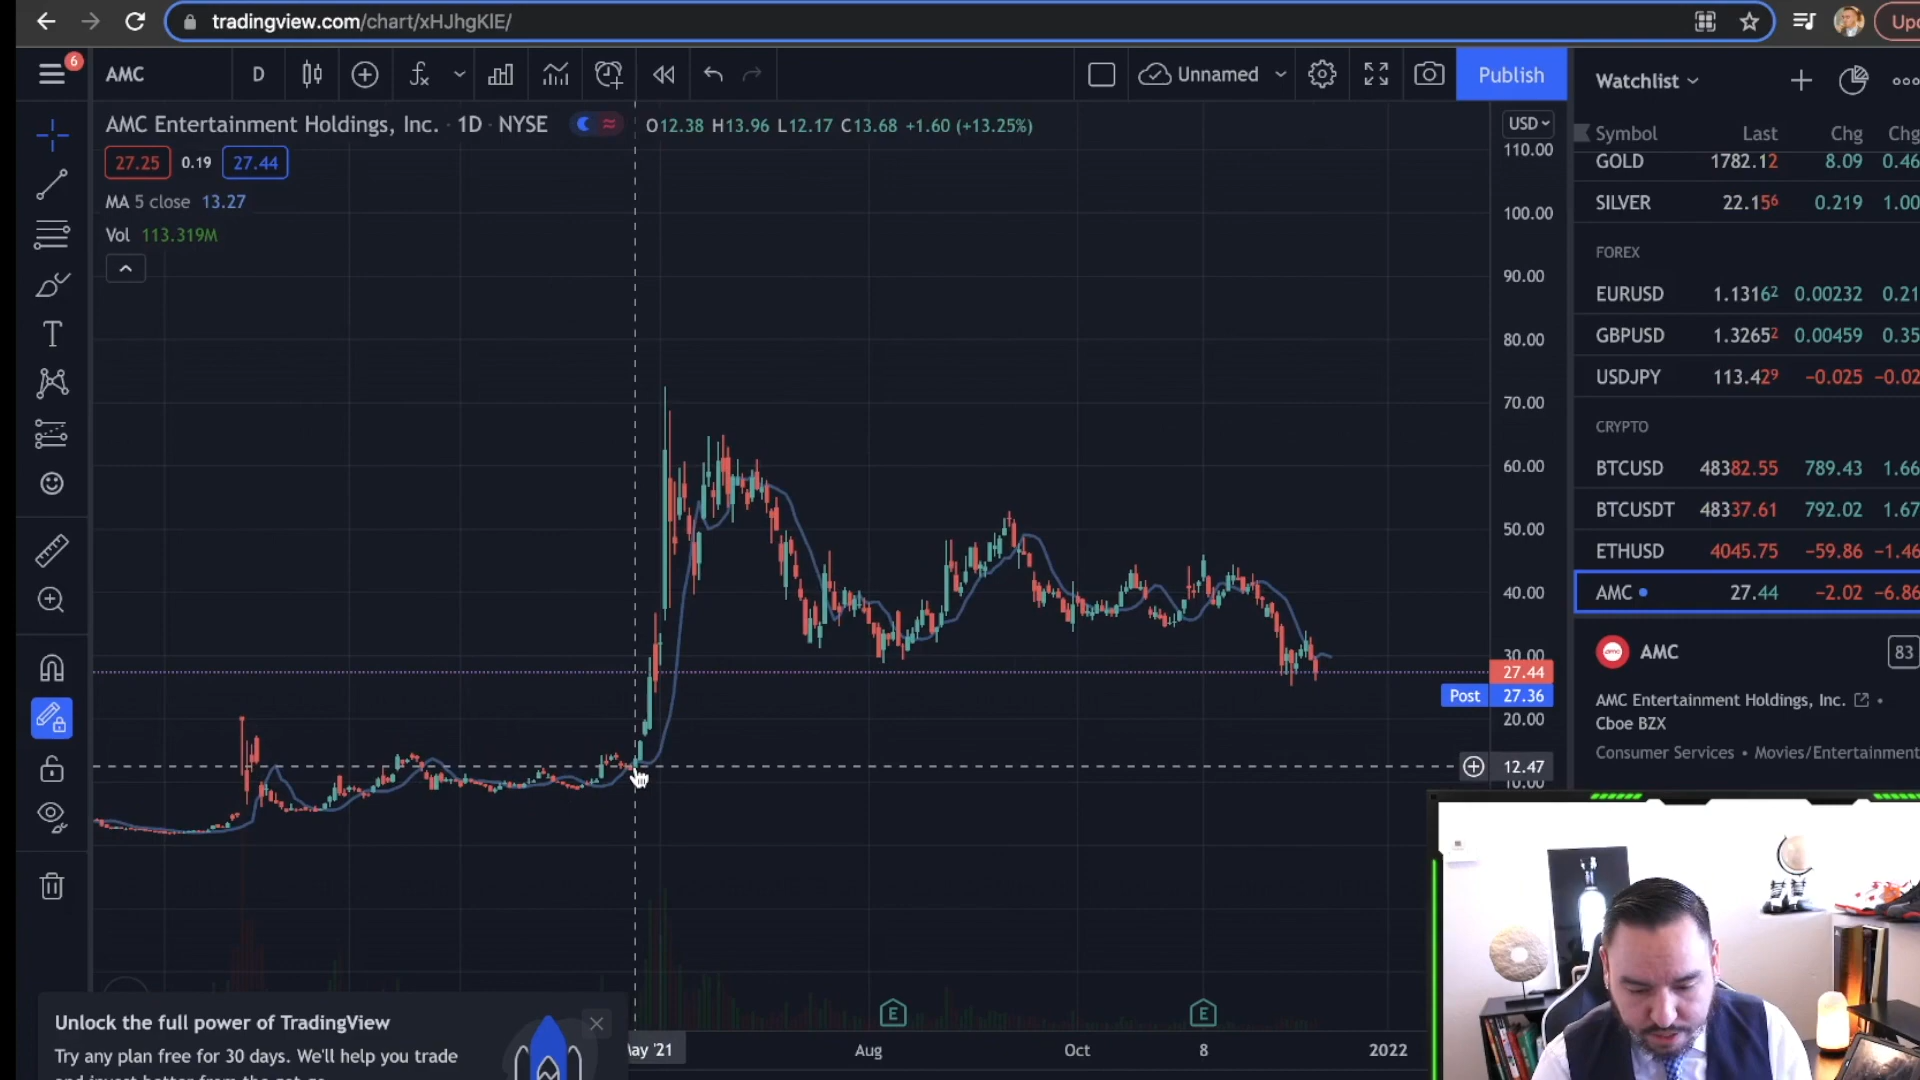 tradingview.com/chart/xHJhgKlE/
6
AMC
D
Unnamed
Publish
AMC Entertainment Holdings, Inc. · 1D · NYSE
O12.38 H13.96 L12.17 C13.68 +1.60 (+13.25%)
27.25 0.19 27.44
MA 5 close 13.27
Vol 113.319M
USD
110.00
100.00
90.00
80.00
70.00
60.00
50.00
40.00
30.00
27.44
Post 27.36
20.00
12.47
10.00
E
E
Aug
Oct
8
2022
Unlock the full power of TradingView
Try any plan free for 30 days. We'll help you trade
Watchlist
Symbol Last Chg
GOLD 1782.12 8.09 0.46
SILVER 22.156 0.219 1.00
FOREX
EURUSD 1.13162 0.00232 0.21
GBPUSD 1.32652 0.00459 0.35
USDJPY 113.429 −0.025 −0.02
CRYPTO
BTCUSD 48382.55 789.43 1.66
BTCUSDT 48337.61 792.02 1.67
ETHUSD 4045.75 −59.86 −1.46
AMC 27.44 −2.02 −6.86
AMC
83
AMC Entertainment Holdings, Inc. •
Cboe BZX
Consumer Services • Movies/Entertainment